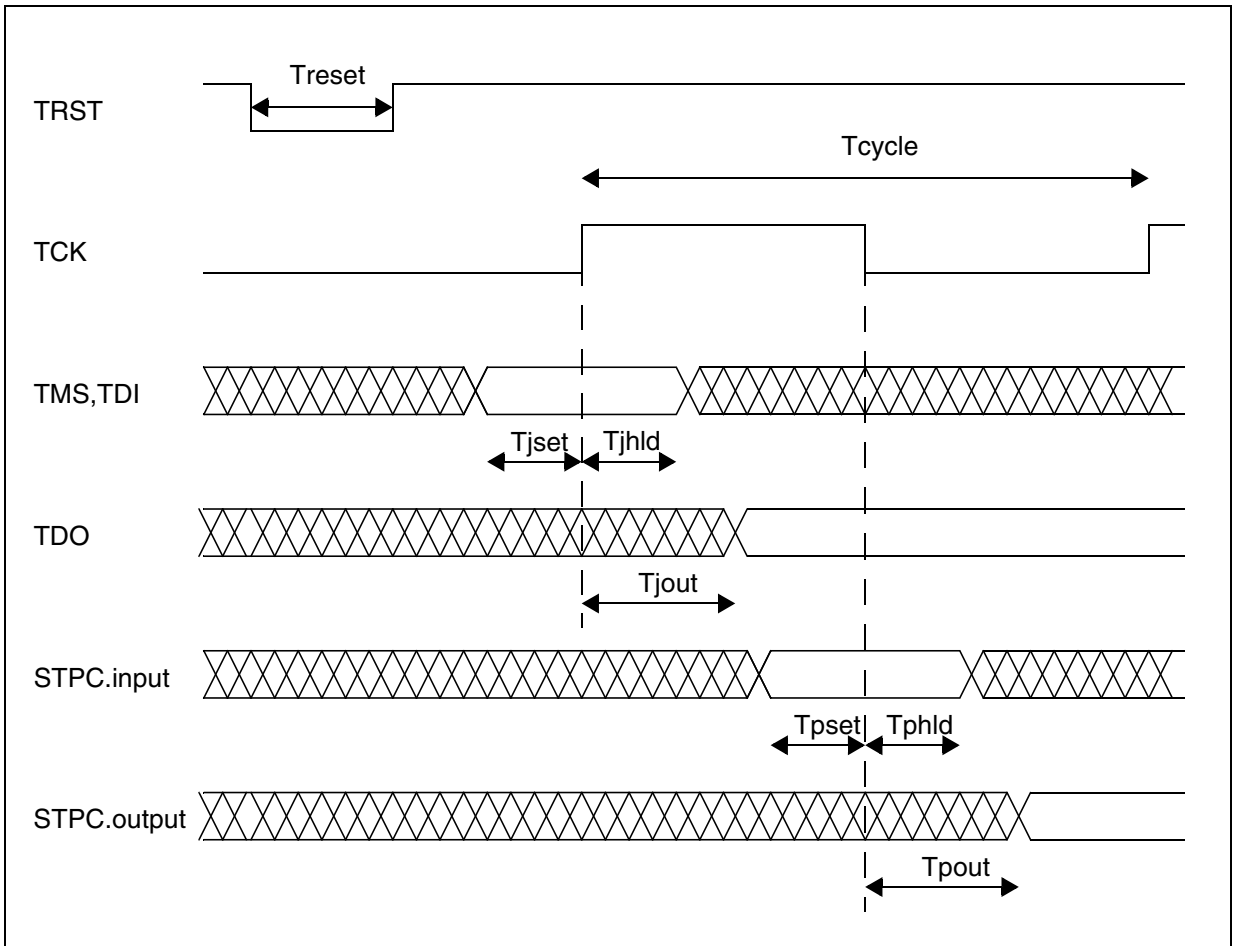 Treset
TRST
Tcycle
TCK
TMS,TDI
Tjset Tjhld
TDO
Tjout
STPC.input
Tpset Tphld
STPC.output
Tpout